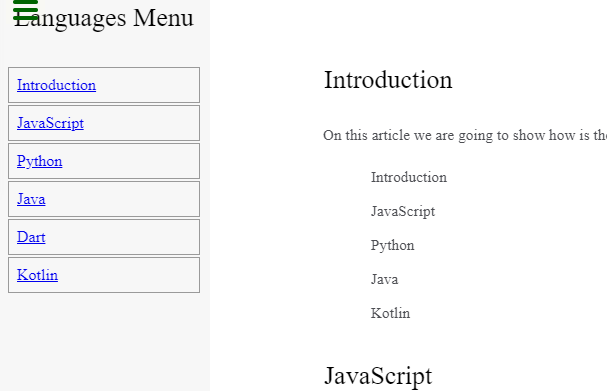 Languages Menu
Introduction
JavaScript
Python
Java
Dart
Kotlin
Introduction
On this article we are going to show how is
Introduction
JavaScript
Python
Java
Kotlin
JavaScript